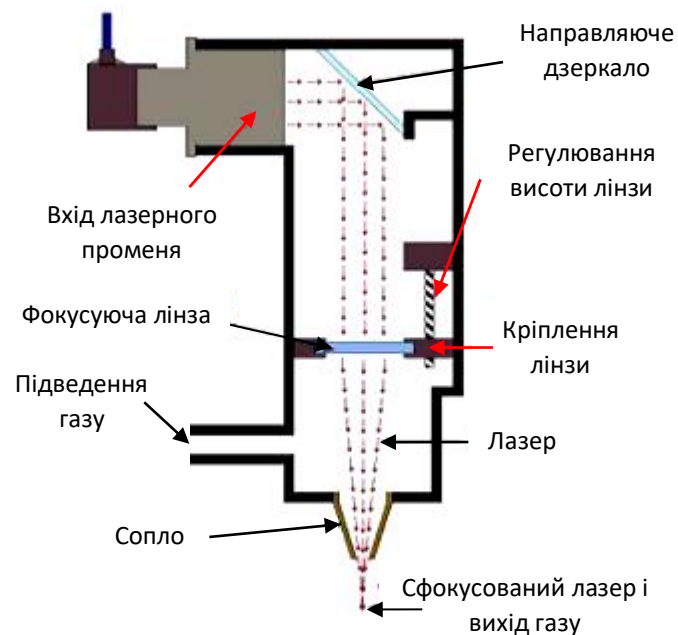 Направляюче
дзеркало
Регулювання
висоти лінзи
Вхід лазерного
променя
Фокусуюча лінза
Кріплення
лінзи
Підведення
газу
Лазер
Сопло
Сфокусований лазер і
вихід газу